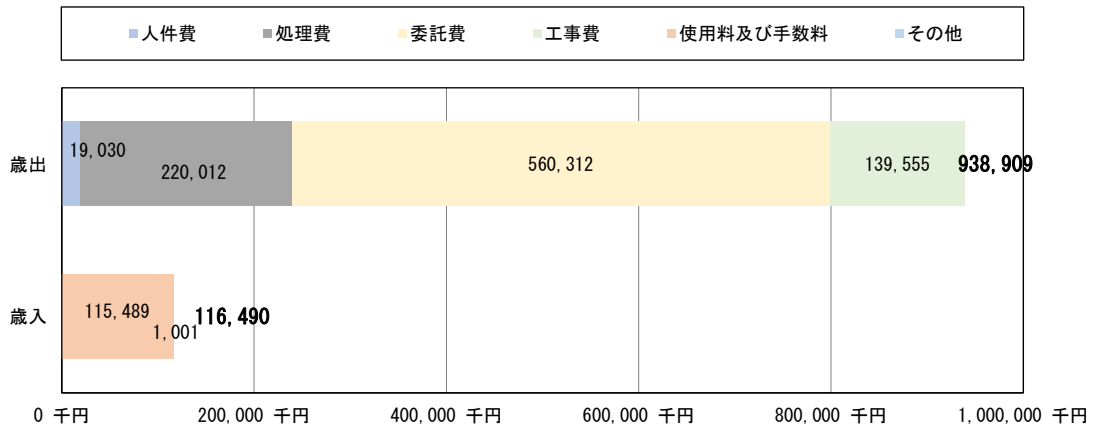 人件費 処理費 委託費 工事費 使用料及び手数料 その他
歳出
19,030
220,012
560,312
139,555
938,909
歳入
115,489
1,001
116,490
0 千円 200,000 千円 400,000 千円 600,000 千円 800,000 千円 1,000,000 千円